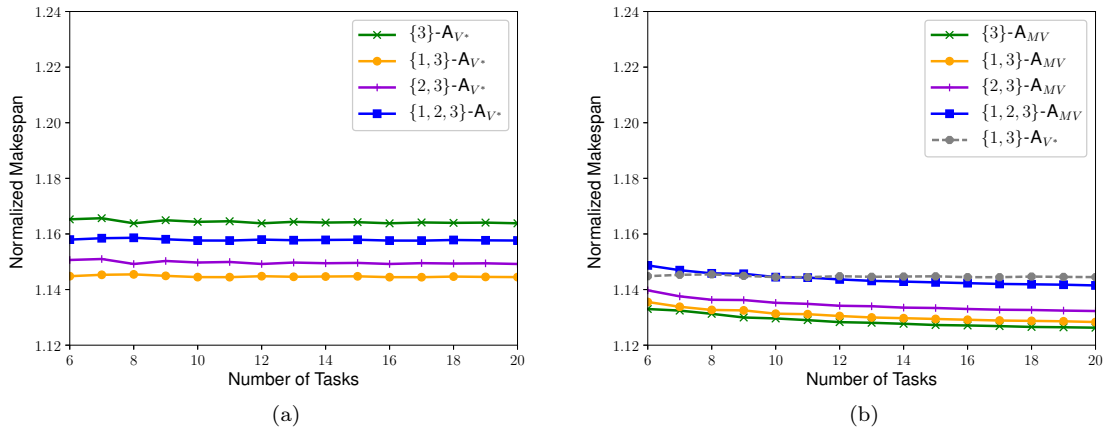 1.24
1.22
1.20
1.18
1.16
1.14
1.12
6
8
10
12
14
16
18
20
Normalized Makespan
Number of Tasks
{3}-A_{V*}
{1, 3}-A_{V*}
{2, 3}-A_{V*}
{1, 2, 3}-A_{V*}
(a)
1.24
1.22
1.20
1.18
1.16
1.14
1.12
6
8
10
12
14
16
18
20
Normalized Makespan
Number of Tasks
{3}-A_{MV}
{1, 3}-A_{MV}
{2, 3}-A_{MV}
{1, 2, 3}-A_{MV}
{1, 3}-A_{V*}
(b)